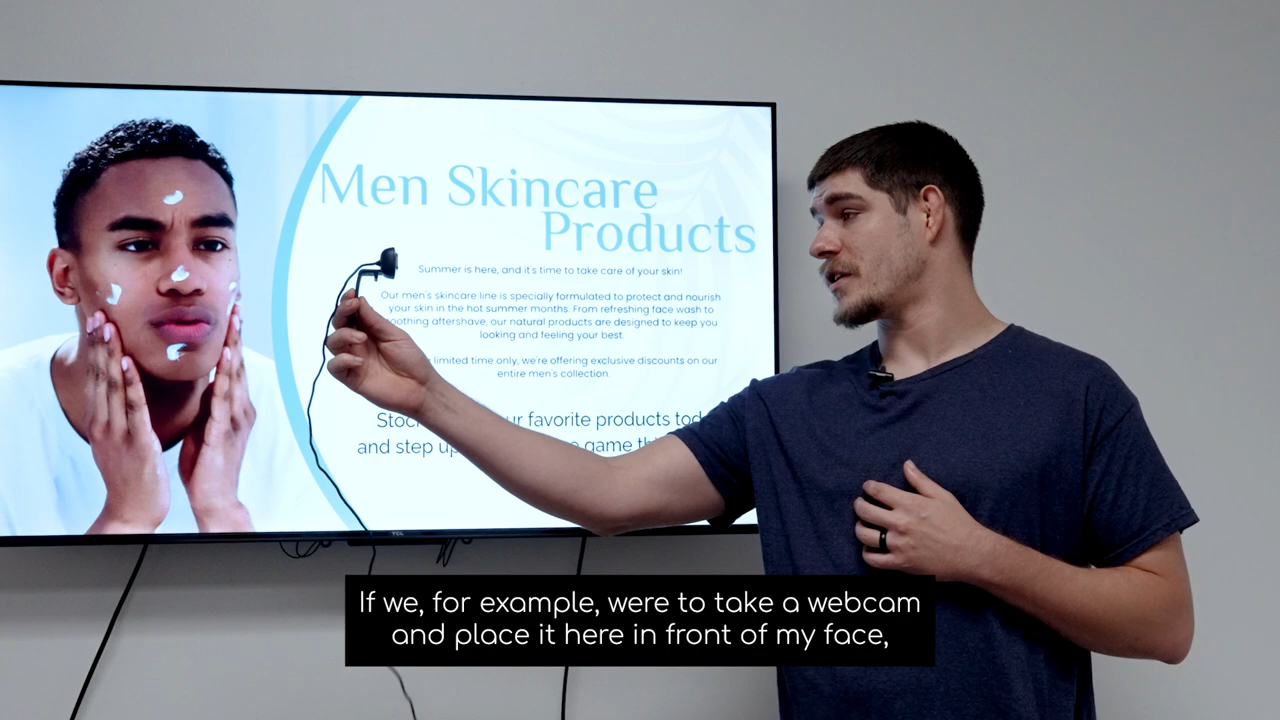 Men Skincare
Products
Summer is here, and it's time to take care of your skin!
Our men's skincare line is specially formulated to protect and nourish
your skin in the hot summer months. From refreshing face wash to
oothing aftershave, our natural products are designed to keep you
looking and feeling your best.
limited time only, we're offering exclusive discounts on our
entire men's collection.
Stoc ur favorite products tod
and step up game th
TCL
If we, for example, were to take a webcam
and place it here in front of my face,